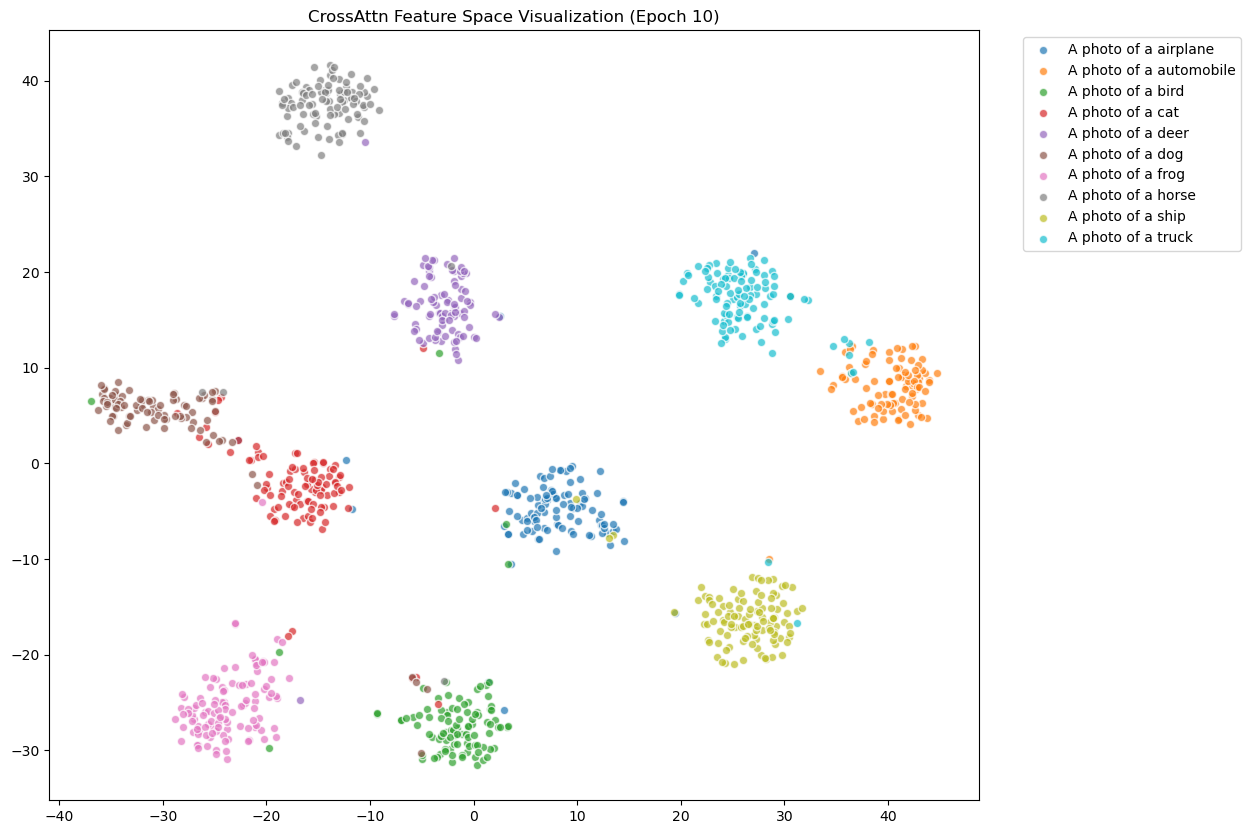 CrossAttn Feature Space Visualization (Epoch 10)
A photo of a airplane
A photo of a automobile
A photo of a bird
A photo of a cat
A photo of a deer
A photo of a dog
A photo of a frog
A photo of a horse
A photo of a ship
A photo of a truck
40
30
20
10
0
−10
−20
−30
−40 −30 −20 −10 0 10 20 30 40